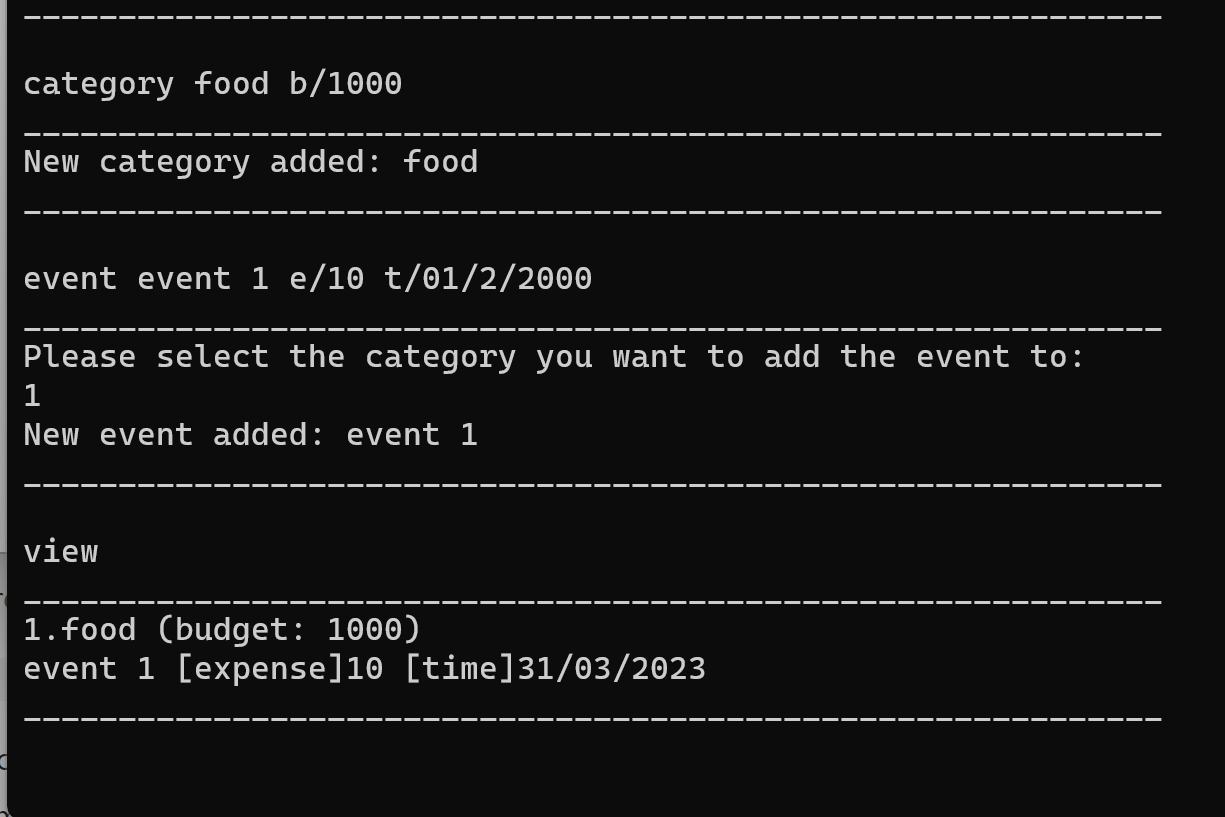 ____________________________________________________________
category food b/1000
____________________________________________________________
New category added: food
____________________________________________________________
event event 1 e/10 t/01/2/2000
____________________________________________________________
Please select the category you want to add the event to:
1
New event added: event 1
____________________________________________________________
view
____________________________________________________________
1.food (budget: 1000)
event 1 [expense]10 [time]31/03/2023
____________________________________________________________